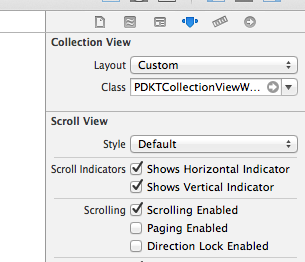 Collection View
Layout Custom
Class PDKTCollectionViewW...
Scroll View
Style Default
Scroll Indicators Shows Horizontal Indicator
Shows Vertical Indicator
Scrolling Scrolling Enabled
Paging Enabled
Direction Lock Enabled